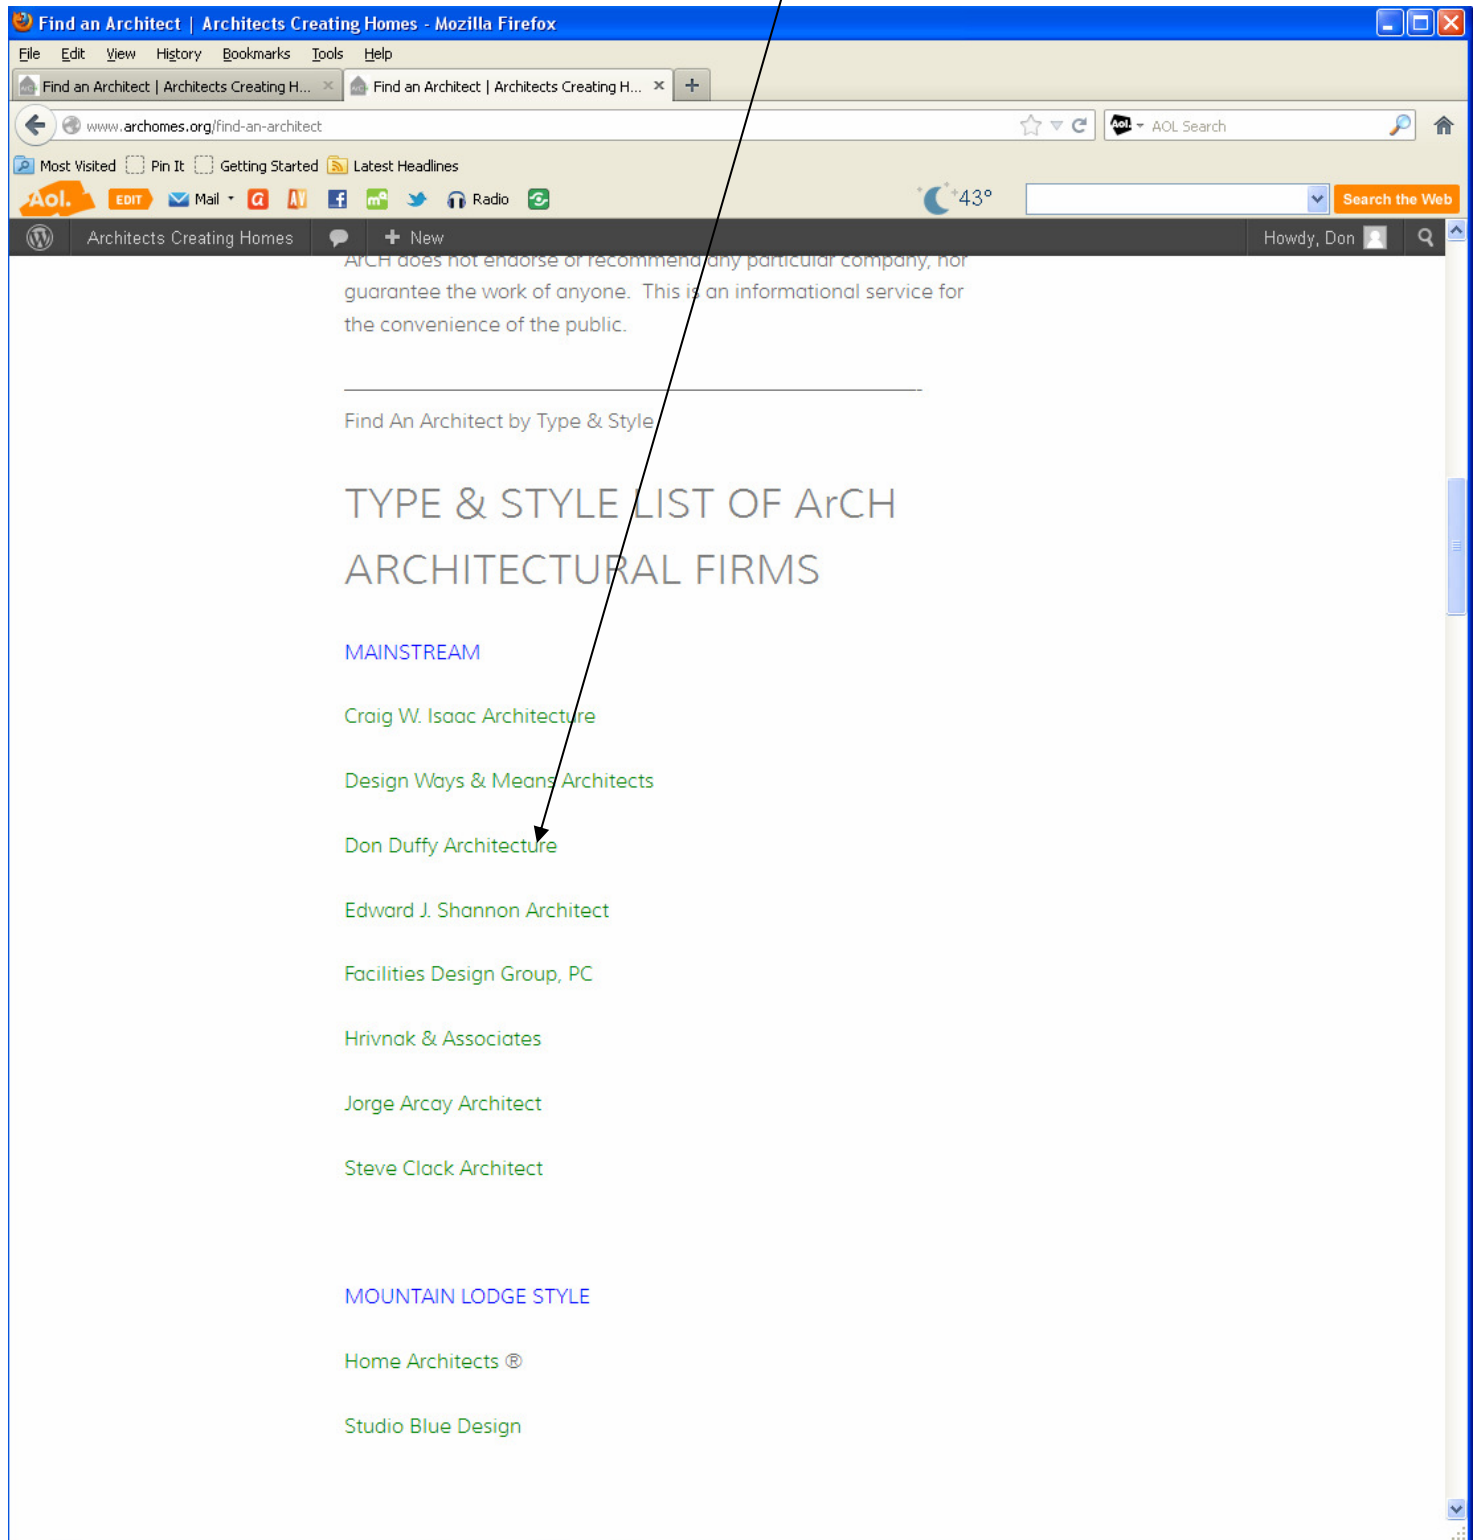 Find an Architect | Architects Creating Homes - Mozilla Firefox
File Edit View History Bookmarks Tools Help
Find an Architect | Architects Creating H... × Find an Architect | Architects Creating H... × +
www.archomes.org/find-an-architect AOL Search
Most Visited Pin It Getting Started Latest Headlines
Aol. EDIT Mail Radio 43° Search the Web
Architects Creating Homes + New Howdy, Don
ArCH does not endorse or recommend any particular company, nor
guarantee the work of anyone. This is an informational service for
the convenience of the public.
Find An Architect by Type & Style
TYPE & STYLE LIST OF ArCH
ARCHITECTURAL FIRMS
MAINSTREAM
Craig W. Isaac Architecture
Design Ways & Means Architects
Don Duffy Architecture
Edward J. Shannon Architect
Facilities Design Group, PC
Hrivnak & Associates
Jorge Arcay Architect
Steve Clack Architect
MOUNTAIN LODGE STYLE
Home Architects ®
Studio Blue Design